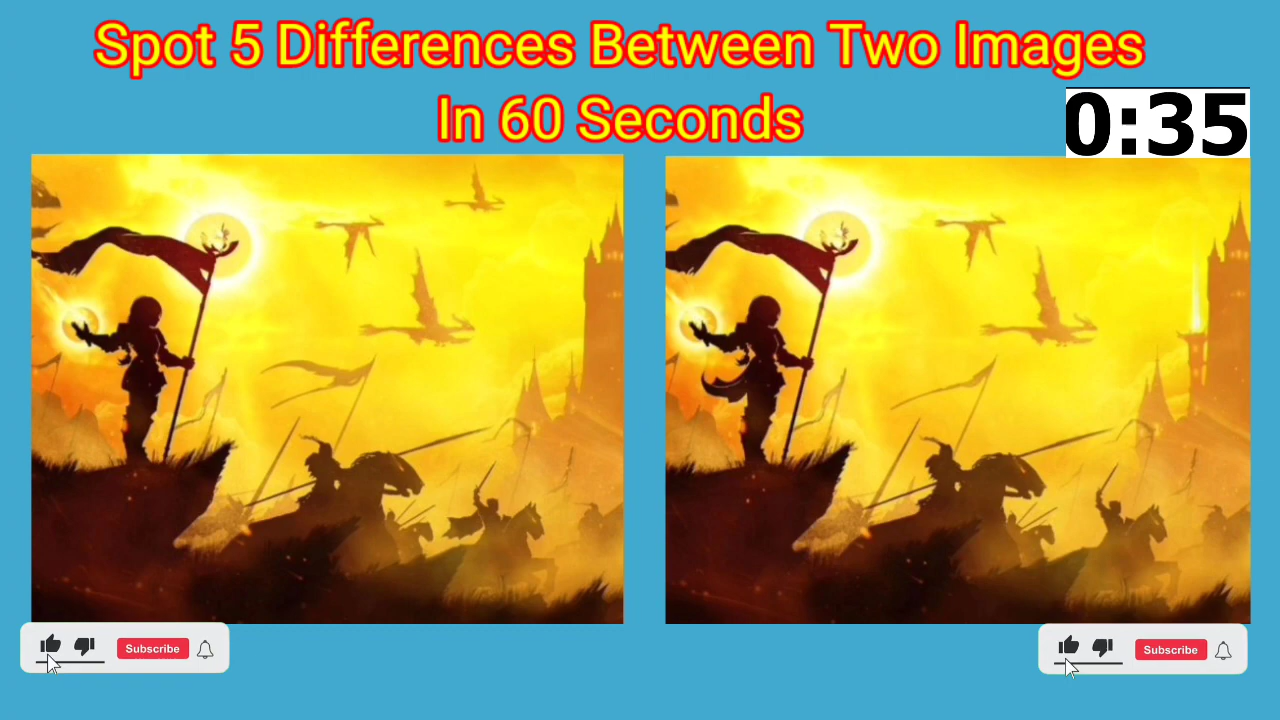 Spot 5 Differences Between Two Images
In 60 Seconds
0:35
Subscribe
Subscribe